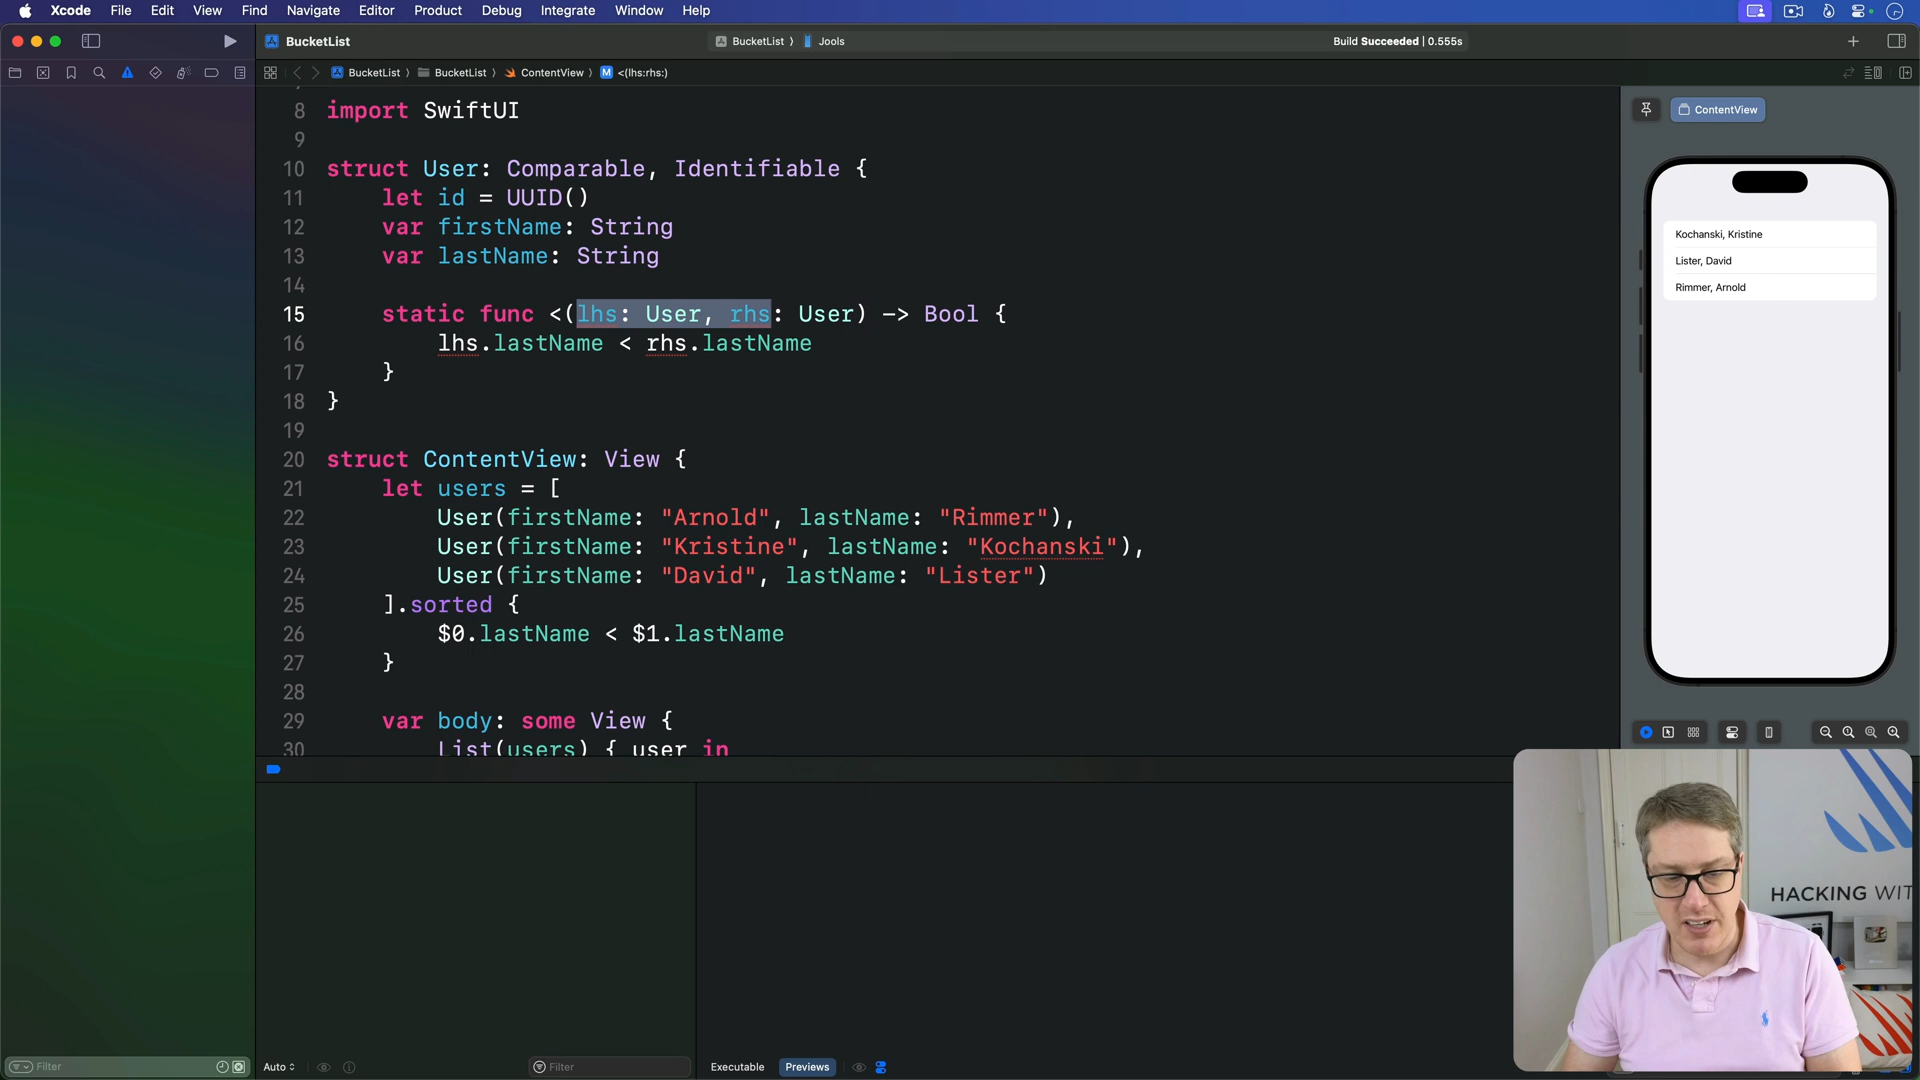 Xcode File Edit View Find Navigate Editor Product Debug Integrate Window Help
BucketList
BucketList 〉 Jools
Build Succeeded | 0.555s
BucketList 〉 BucketList 〉 ContentView 〉 M <(lhs:rhs:)
8 import SwiftUI
9
10 struct User: Comparable, Identifiable {
11 let id = UUID()
12 var firstName: String
13 var lastName: String
14
15 static func <(lhs: User, rhs: User) -> Bool {
16 lhs.lastName < rhs.lastName
17 }
18 }
19
20 struct ContentView: View {
21 let users = [
22 User(firstName: "Arnold", lastName: "Rimmer"),
23 User(firstName: "Kristine", lastName: "Kochanski"),
24 User(firstName: "David", lastName: "Lister")
25 ].sorted {
26 $0.lastName < $1.lastName
27 }
28
29 var body: some View {
30 List(users) { user in
ContentView
Kochanski, Kristine
Lister, David
Rimmer, Arnold
HACKING WIT
Filter
Auto
Filter
Executable
Previews